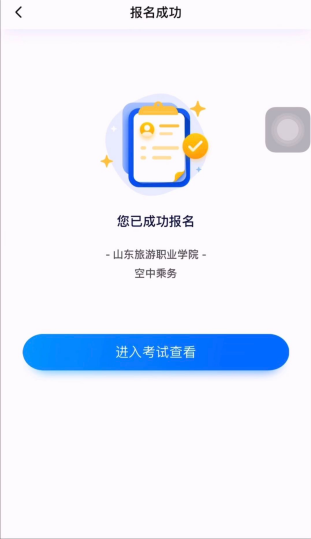 报名成功
您已成功报名
- 山东旅游职业学院 -
空中乘务
进入考试查看